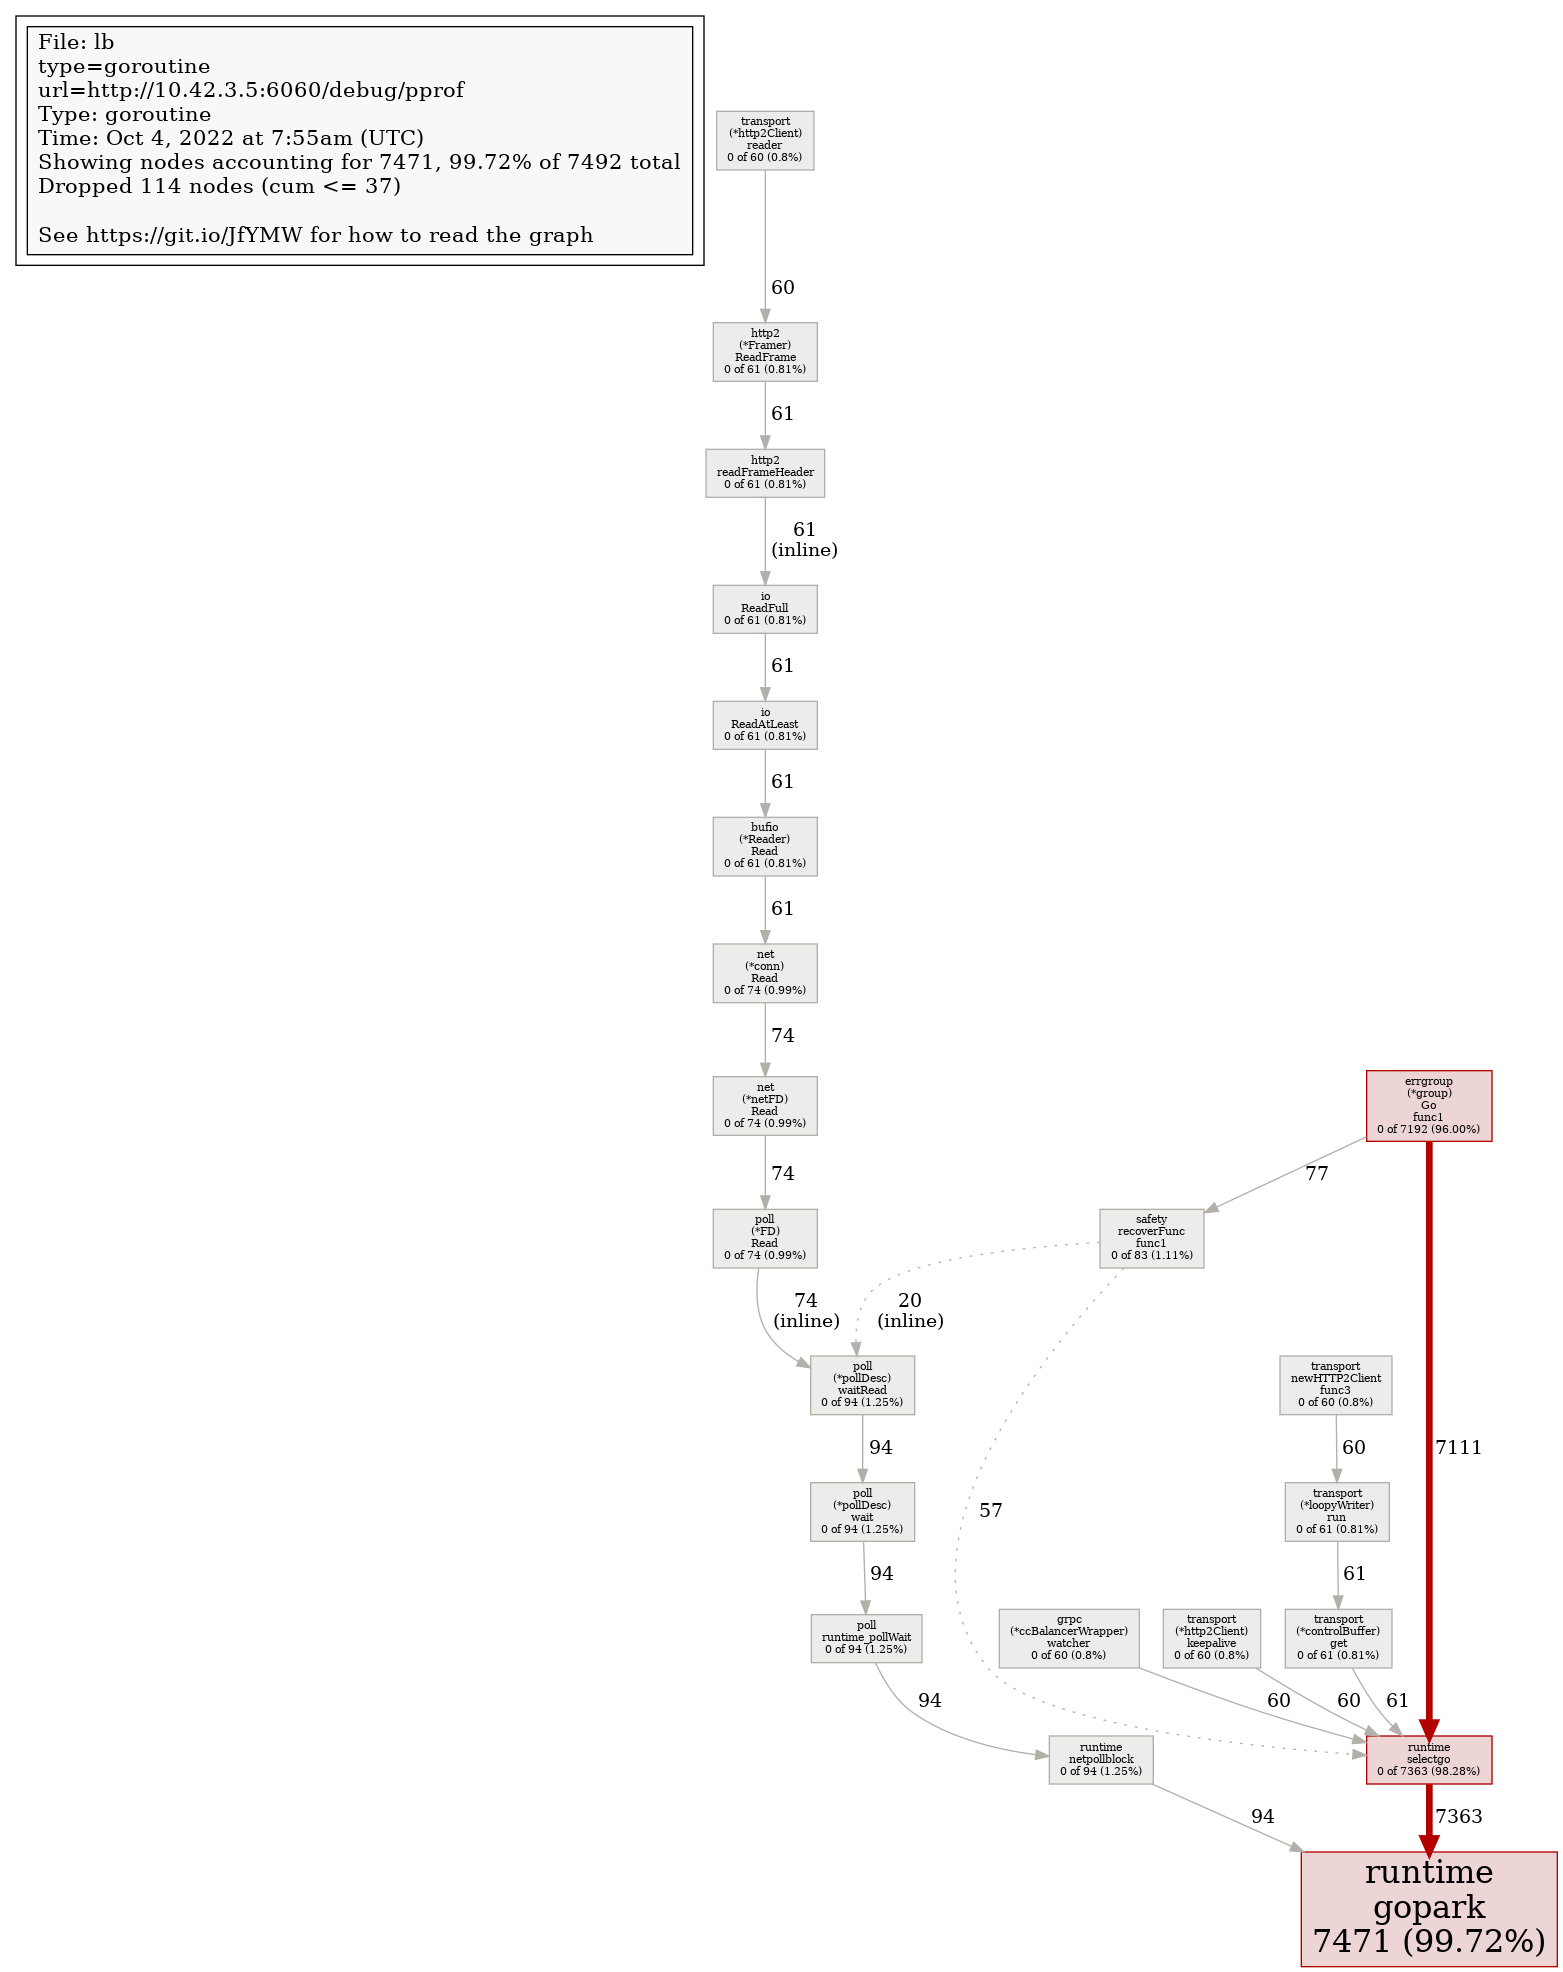 File: lb
type=goroutine
url=http://10.42.3.5:6060/debug/pprof
Type: goroutine
Time: Oct 4, 2022 at 7:55am (UTC)
Showing nodes accounting for 7471, 99.72% of 7492 total
Dropped 114 nodes (cum <= 37)
See https://git.io/JfYMW for how to read the graph
transport
(*http2Client)
reader
0 of 60 (0.8%)
60
http2
(*Framer)
ReadFrame
0 of 61 (0.81%)
61
http2
readFrameHeader
0 of 61 (0.81%)
61
(inline)
io
ReadFull
0 of 61 (0.81%)
61
io
ReadAtLeast
0 of 61 (0.81%)
61
bufio
(*Reader)
Read
0 of 61 (0.81%)
61
net
(*conn)
Read
0 of 74 (0.99%)
74
net
(*netFD)
Read
0 of 74 (0.99%)
74
poll
(*FD)
Read
0 of 74 (0.99%)
74
(inline)
errgroup
(*group)
Go
func1
0 of 7192 (96.00%)
77
7111
safety
recoverFunc
func1
0 of 83 (1.11%)
20
(inline)
57
poll
(*pollDesc)
waitRead
0 of 94 (1.25%)
94
poll
(*pollDesc)
wait
0 of 94 (1.25%)
94
poll
runtime_pollWait
0 of 94 (1.25%)
94
transport
newHTTP2Client
func3
0 of 60 (0.8%)
60
transport
(*loopyWriter)
run
0 of 61 (0.81%)
61
grpc
(*ccBalancerWrapper)
watcher
0 of 60 (0.8%)
60
transport
(*http2Client)
keepalive
0 of 60 (0.8%)
60
transport
(*controlBuffer)
get
0 of 61 (0.81%)
61
runtime
netpollblock
0 of 94 (1.25%)
94
runtime
selectgo
0 of 7363 (98.28%)
7363
runtime
gopark
7471 (99.72%)